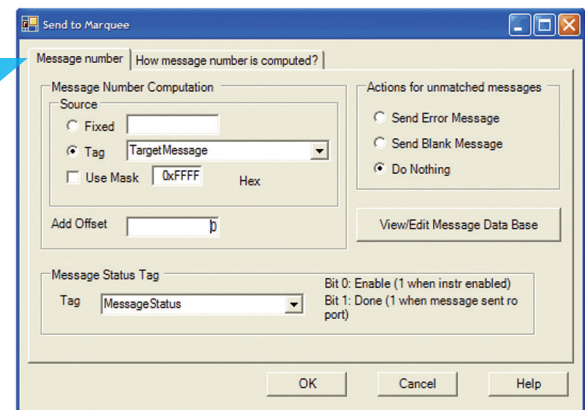 Send to Marquee
Message number
How message number is computed?
Message Number Computation
Source
Fixed
Tag TargetMessage
Use Mask 0xFFFF Hex
Add Offset 0
Actions for unmatched messages
Send Error Message
Send Blank Message
Do Nothing
View/Edit Message Data Base
Message Status Tag
Tag MessageStatus
Bit 0: Enable (1 when instr enabled)
Bit 1: Done (1 when message sent ro
port)
OK Cancel Help